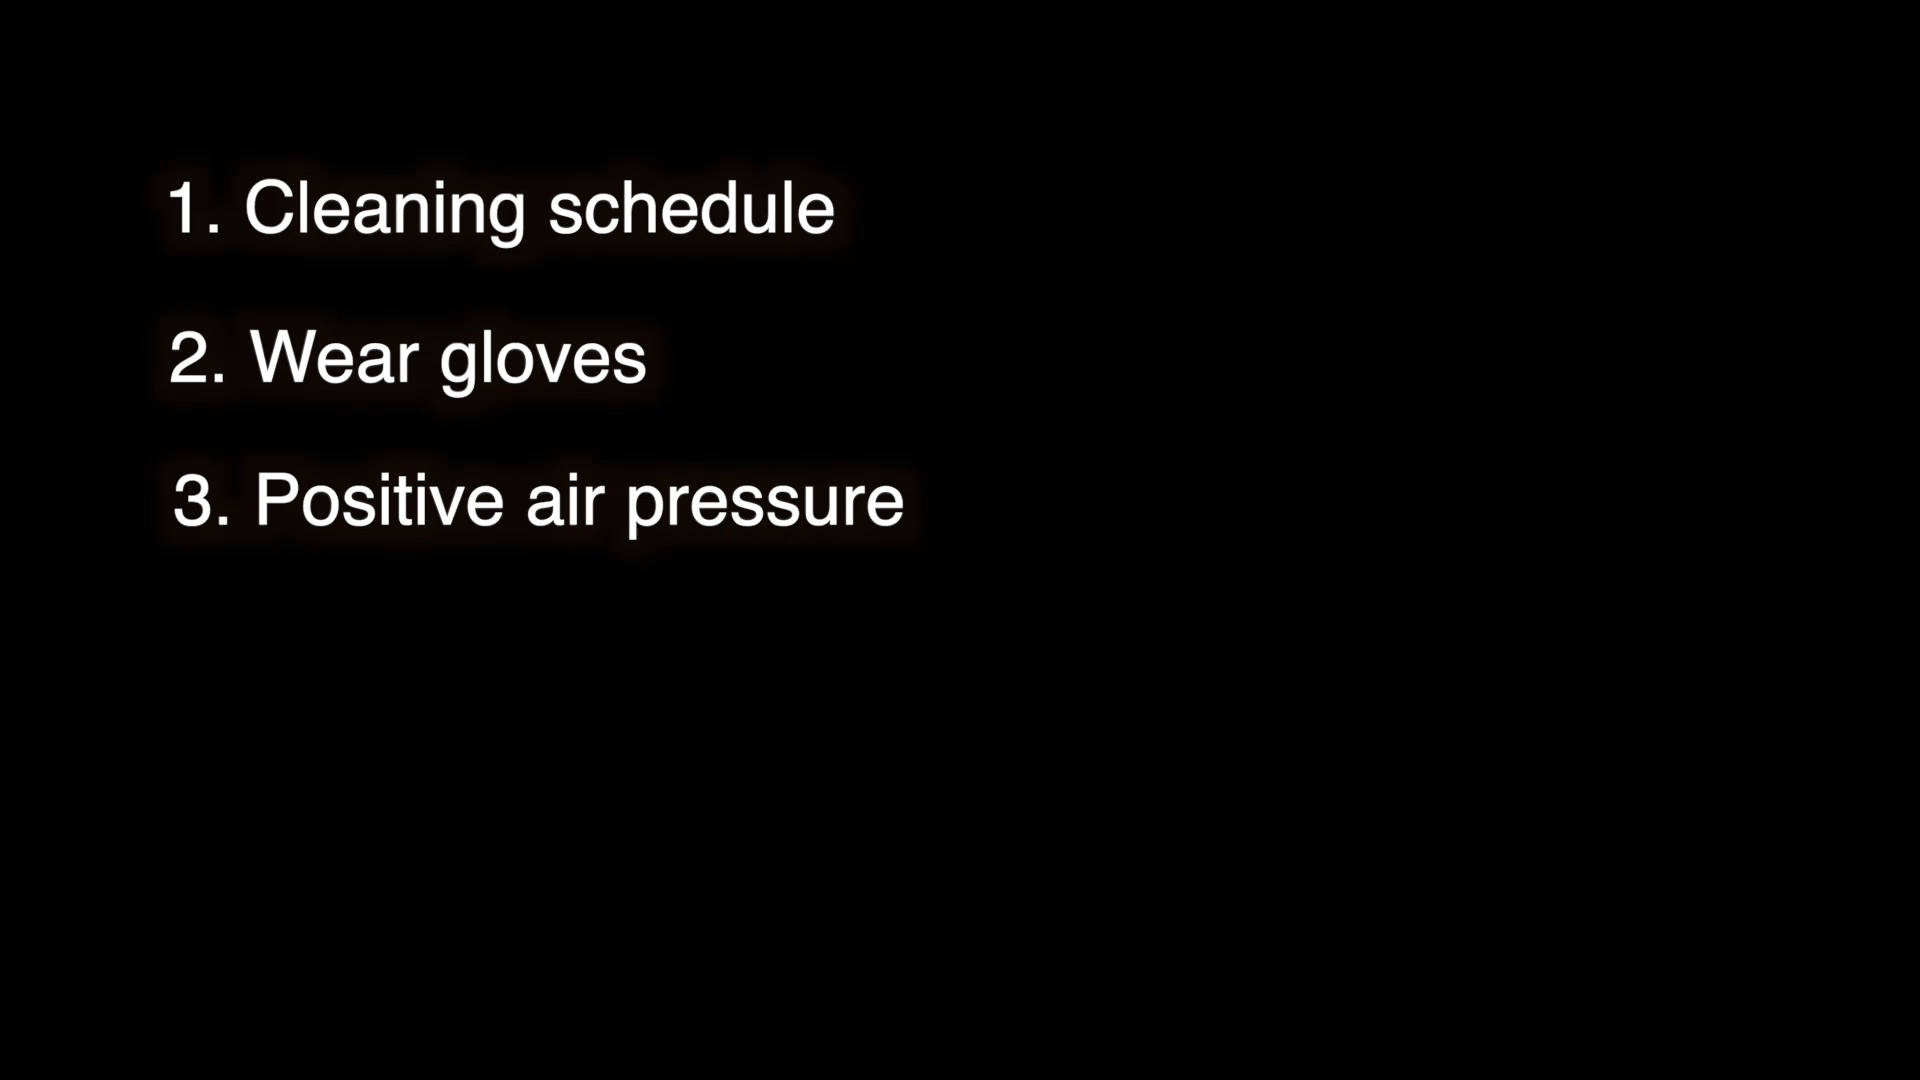 1. Cleaning schedule
2. Wear gloves
3. Positive air pressure